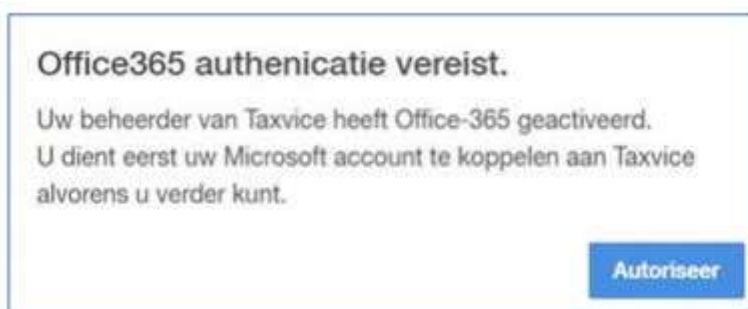 Office365 authenicatie vereist.
Uw beheerder van Taxvice heeft Office-365 geactiveerd.
U dient eerst uw Microsoft account te koppelen aan Taxvice
alvorens u verder kunt.
Autoriseer